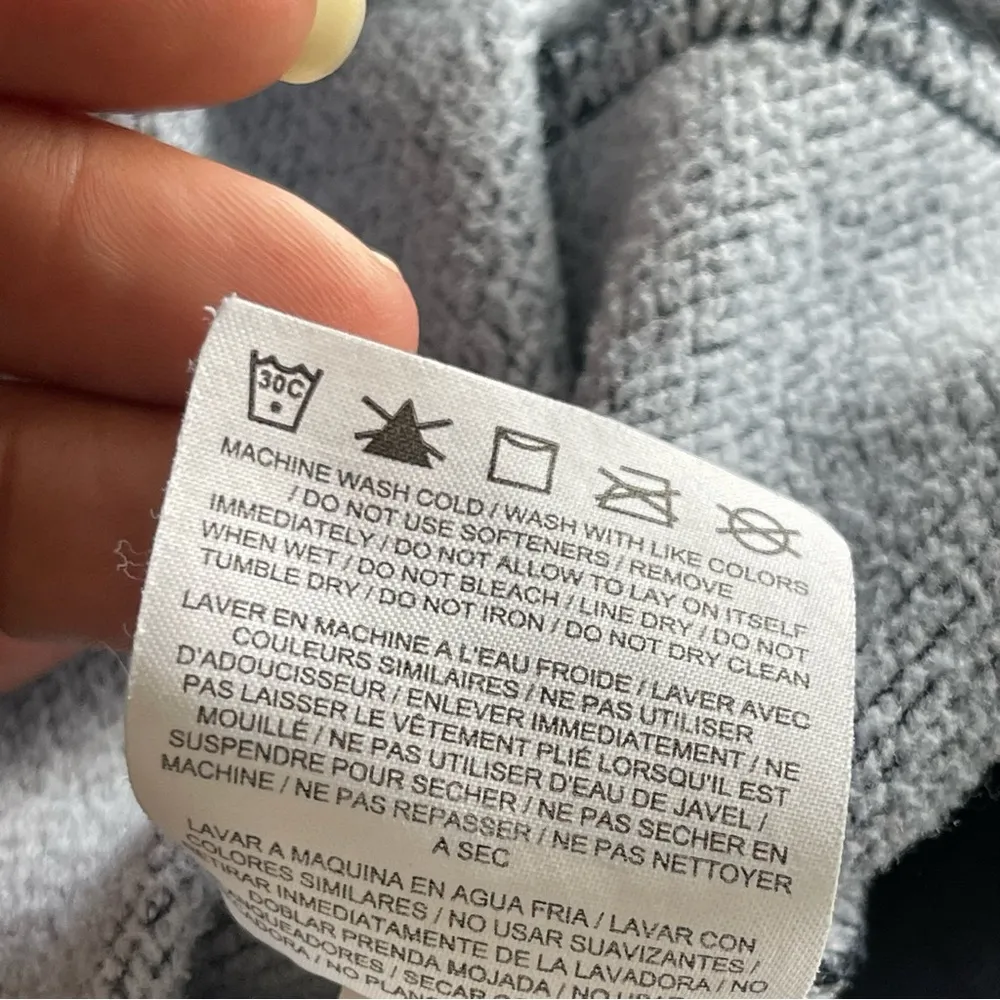 30C
MACHINE WASH COLD / WASH WITH LIKE COLORS
/ DO NOT USE SOFTENERS / REMOVE
IMMEDIATELY / DO NOT ALLOW TO LAY ON ITSELF
WHEN WET / DO NOT BLEACH / LINE DRY / DO NOT
TUMBLE DRY / DO NOT IRON / DO NOT DRY CLEAN
LAVER EN MACHINE A L'EAU FROIDE / LAVER AVEC
COULEURS SIMILAIRES / NE PAS UTILISER
D'ADOUCISSEUR / ENLEVER IMMEDIATEMENT / NE
PAS LAISSER LE VÊTEMENT PLIÉ LORSQU'IL EST
MOUILLÉ / NE PAS UTILISER D'EAU DE JAVEL /
SUSPENDRE POUR SECHER / NE PAS SECHER EN
MACHINE / NE PAS REPASSER / NE PAS NETTOYER
A SEC
LAVAR A MAQUINA EN AGUA FRIA / LAVAR CON
COLORES SIMILARES / NO USAR SUAVIZANTES /
RETIRAR INMEDIATAMENTE DE LA LAVADORA / NO
DOBLAR PRENDA MOJADA / NO USAR
/ SECAR
/ NO